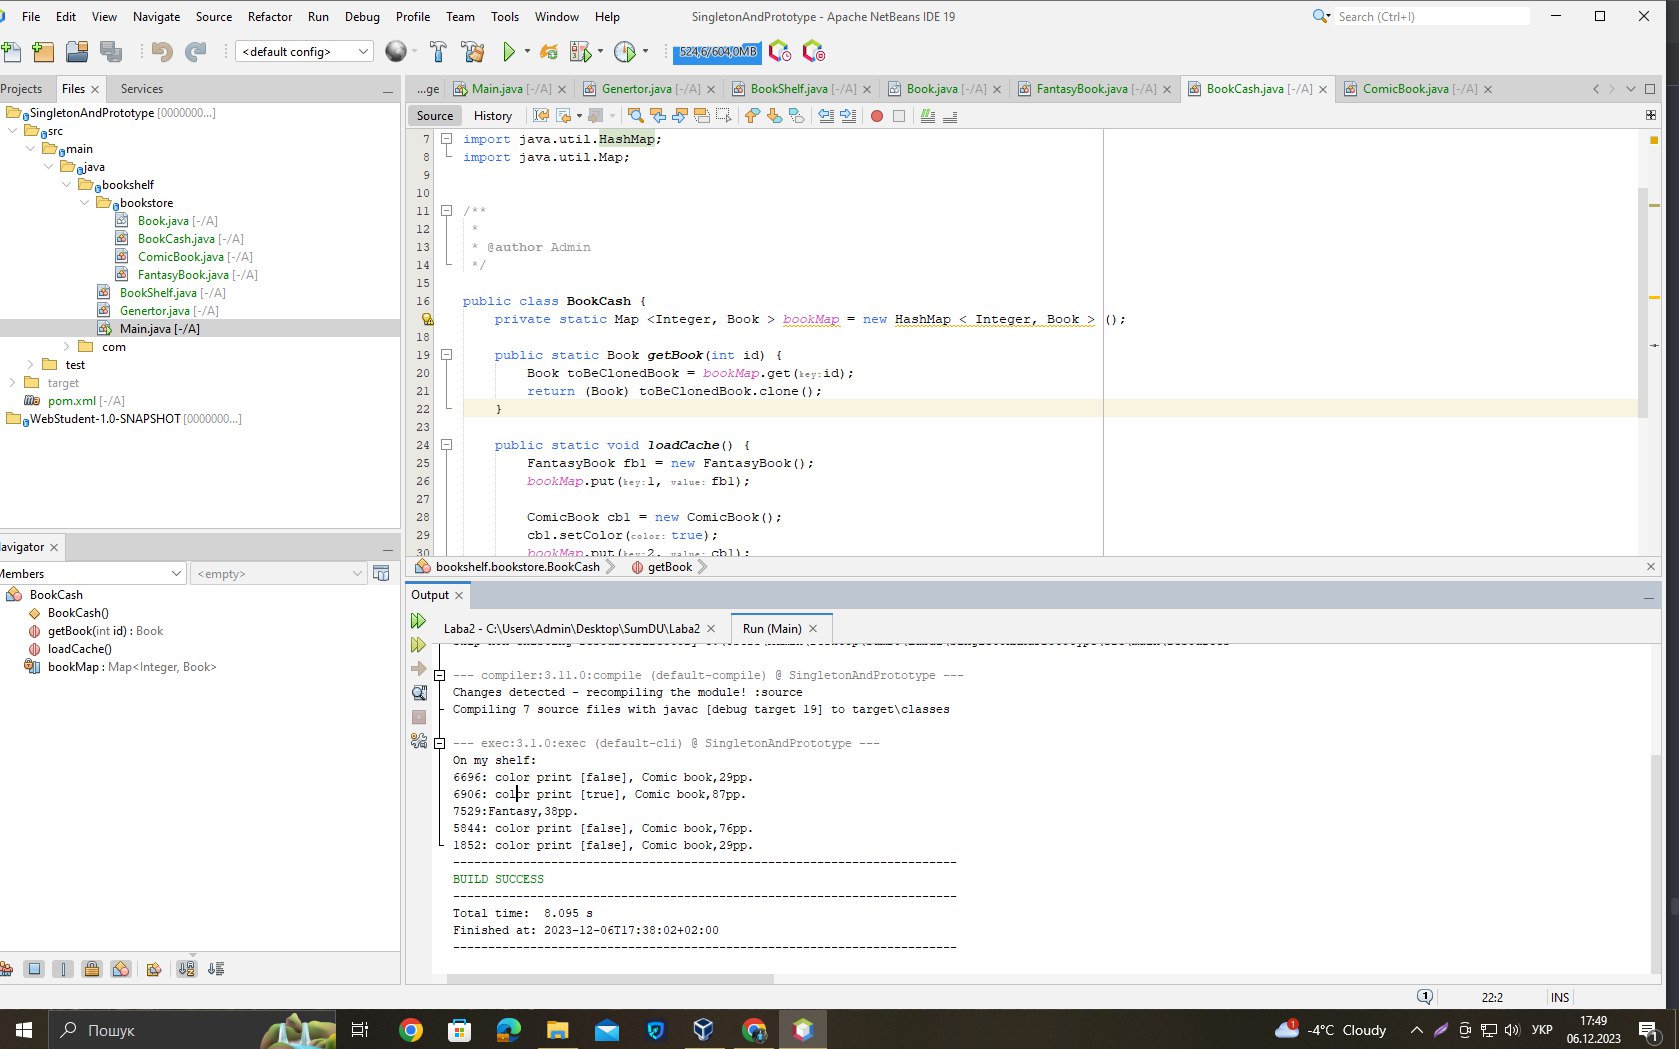 File Edit View Navigate Source Refactor Run Debug Profile Team Tools Window Help
SingletonAndPrototype - Apache NetBeans IDE 19
Search (Ctrl+I)
<default config>
524,6/604,0MB
Projects Files Services
SingletonAndPrototype [0000000...]
src
main
java
bookshelf
bookstore
Book.java [-/A]
BookCash.java [-/A]
ComicBook.java [-/A]
FantasyBook.java [-/A]
BookShelf.java [-/A]
Genertor.java [-/A]
Main.java [-/A]
com
test
target
pom.xml [-/A]
WebStudent-1.0-SNAPSHOT [0000000...]
avigator
Members <empty>
BookCash
BookCash()
getBook(int id) : Book
loadCache()
bookMap : Map<Integer, Book>
...ge Main.java [-/A] Genertor.java [-/A] BookShelf.java [-/A] Book.java [-/A] FantasyBook.java [-/A] BookCash.java [-/A] ComicBook.java [-/A]
Source History
7 import java.util.HashMap;
8 import java.util.Map;
9
10
11 /**
12 *
13 * @author Admin
14 */
15
16 public class BookCash {
private static Map <Integer, Book > bookMap = new HashMap < Integer, Book > ();
18
19 public static Book getBook(int id) {
20 Book toBeClonedBook = bookMap.get(key:id);
21 return (Book) toBeClonedBook.clone();
22 }
23
24 public static void loadCache() {
25 FantasyBook fb1 = new FantasyBook();
26 bookMap.put(key:1, value:fb1);
27
28 ComicBook cb1 = new ComicBook();
29 cb1.setColor(color:true);
30 bookMap.put(key:2, value:cb1);
bookshelf.bookstore.BookCash getBook
Output
Laba2 - C:\Users\Admin\Desktop\SumDU\Laba2 Run (Main)
--- compiler:3.11.0:compile (default-compile) @ SingletonAndPrototype ---
Changes detected - recompiling the module! :source
Compiling 7 source files with javac [debug target 19] to target\classes
--- exec:3.1.0:exec (default-cli) @ SingletonAndPrototype ---
On my shelf:
6696: color print [false], Comic book,29pp.
6906: color print [true], Comic book,87pp.
7529:Fantasy,38pp.
5844: color print [false], Comic book,76pp.
1852: color print [false], Comic book,29pp.
------------------------------------------------------------------------
BUILD SUCCESS
------------------------------------------------------------------------
Total time:  8.095 s
Finished at: 2023-12-06T17:38:02+02:00
------------------------------------------------------------------------
1 22:2 INS
Пошук
1 -4°C Cloudy УКР 17:49
06.12.2023 1